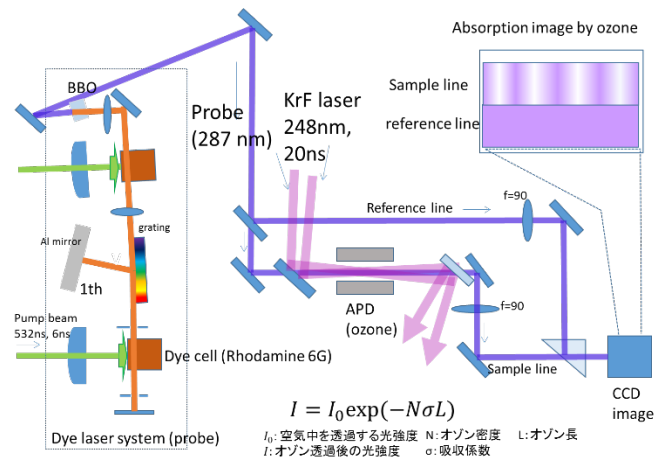 Absorption image by ozone
Sample line
reference line
BBO
Probe
(287 nm)
KrF laser
248nm,
20ns
Reference line
f=90
Al mirror
grating
1th
APD
(ozone)
f=90
Pump beam
532ns, 6ns
Dye cell (Rhodamine 6G)
Sample line
CCD
image
Dye laser system (probe)
I = I₀exp(−NσL)
I₀: 空気中を透過する光強度 N: オゾン密度 L: オゾン長
I: オゾン透過後の光強度 σ: 吸収係数